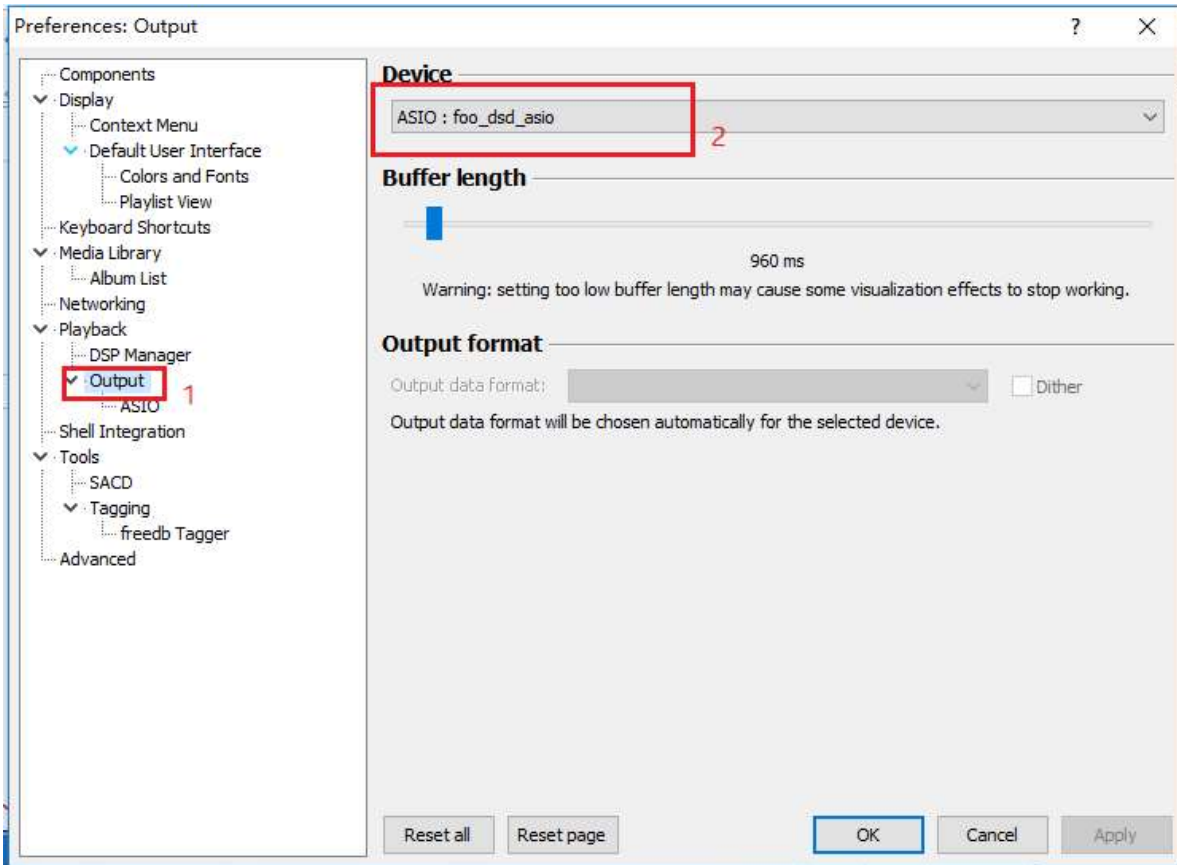 Preferences: Output
?
Components
Display
Context Menu
Default User Interface
Colors and Fonts
Playlist View
Keyboard Shortcuts
Media Library
Album List
Networking
Playback
DSP Manager
Output
1
ASIO
Shell Integration
Tools
SACD
Tagging
freedb Tagger
Advanced
Device
ASIO : foo_dsd_asio
2
Buffer length
960 ms
Warning: setting too low buffer length may cause some visualization effects to stop working.
Output format
Output data format:
Dither
Output data format will be chosen automatically for the selected device.
Reset all
Reset page
OK
Cancel
Apply